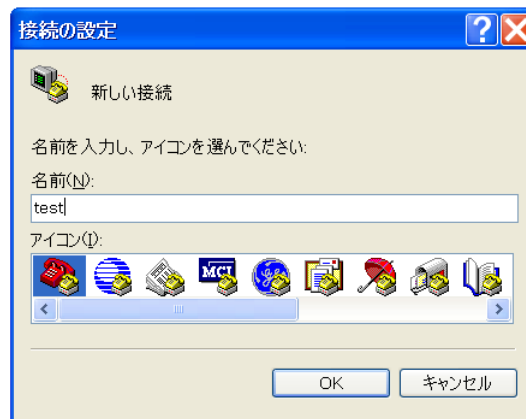 接続の設定
新しい接続
名前を入力し、アイコンを選んでください:
名前(N):
test
アイコン(I):
MCI
OK キャンセル